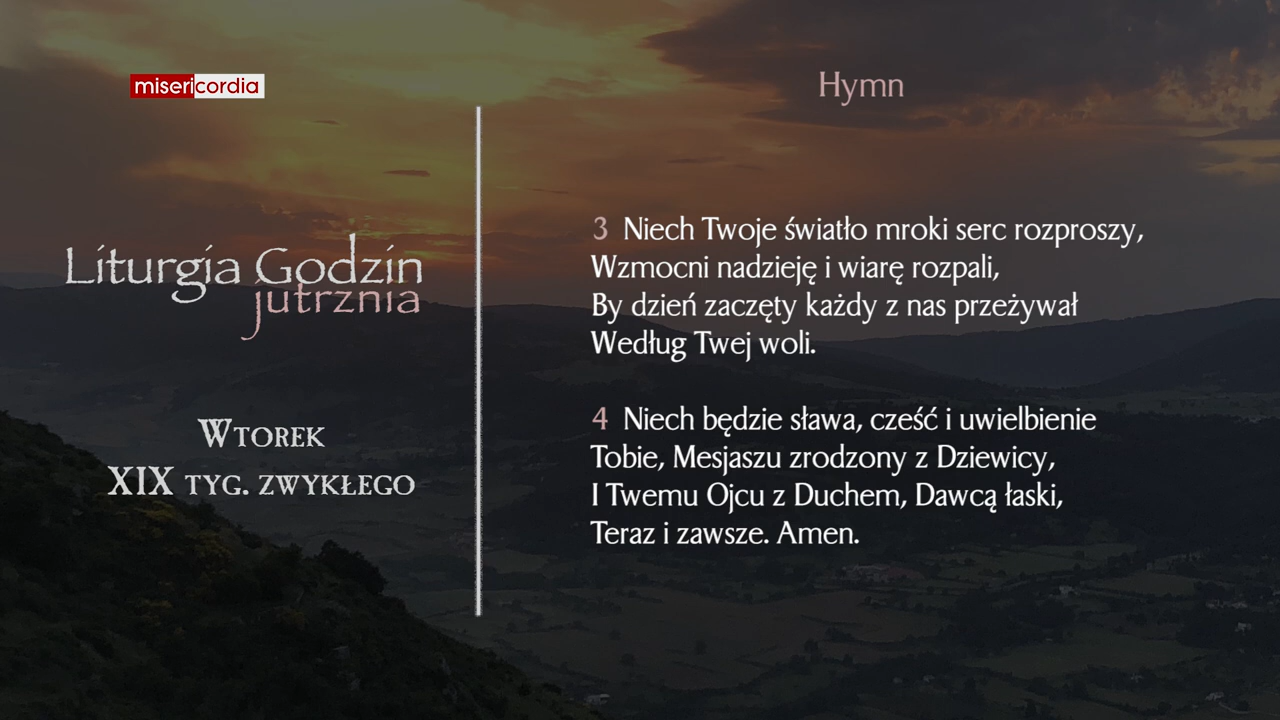 misericordia
Liturgia Godzin
jutrznia
Wtorek
XIX tyg. zwykłego
Hymn
3 Niech Twoje światło mroki serc rozproszy,
Wzmocni nadzieję i wiarę rozpali,
By dzień zaczęty każdy z nas przeżywał
Według Twej woli.
4 Niech będzie sława, cześć i uwielbienie
Tobie, Mesjaszu zrodzony z Dziewicy,
I Twemu Ojcu z Duchem, Dawcą łaski,
Teraz i zawsze. Amen.